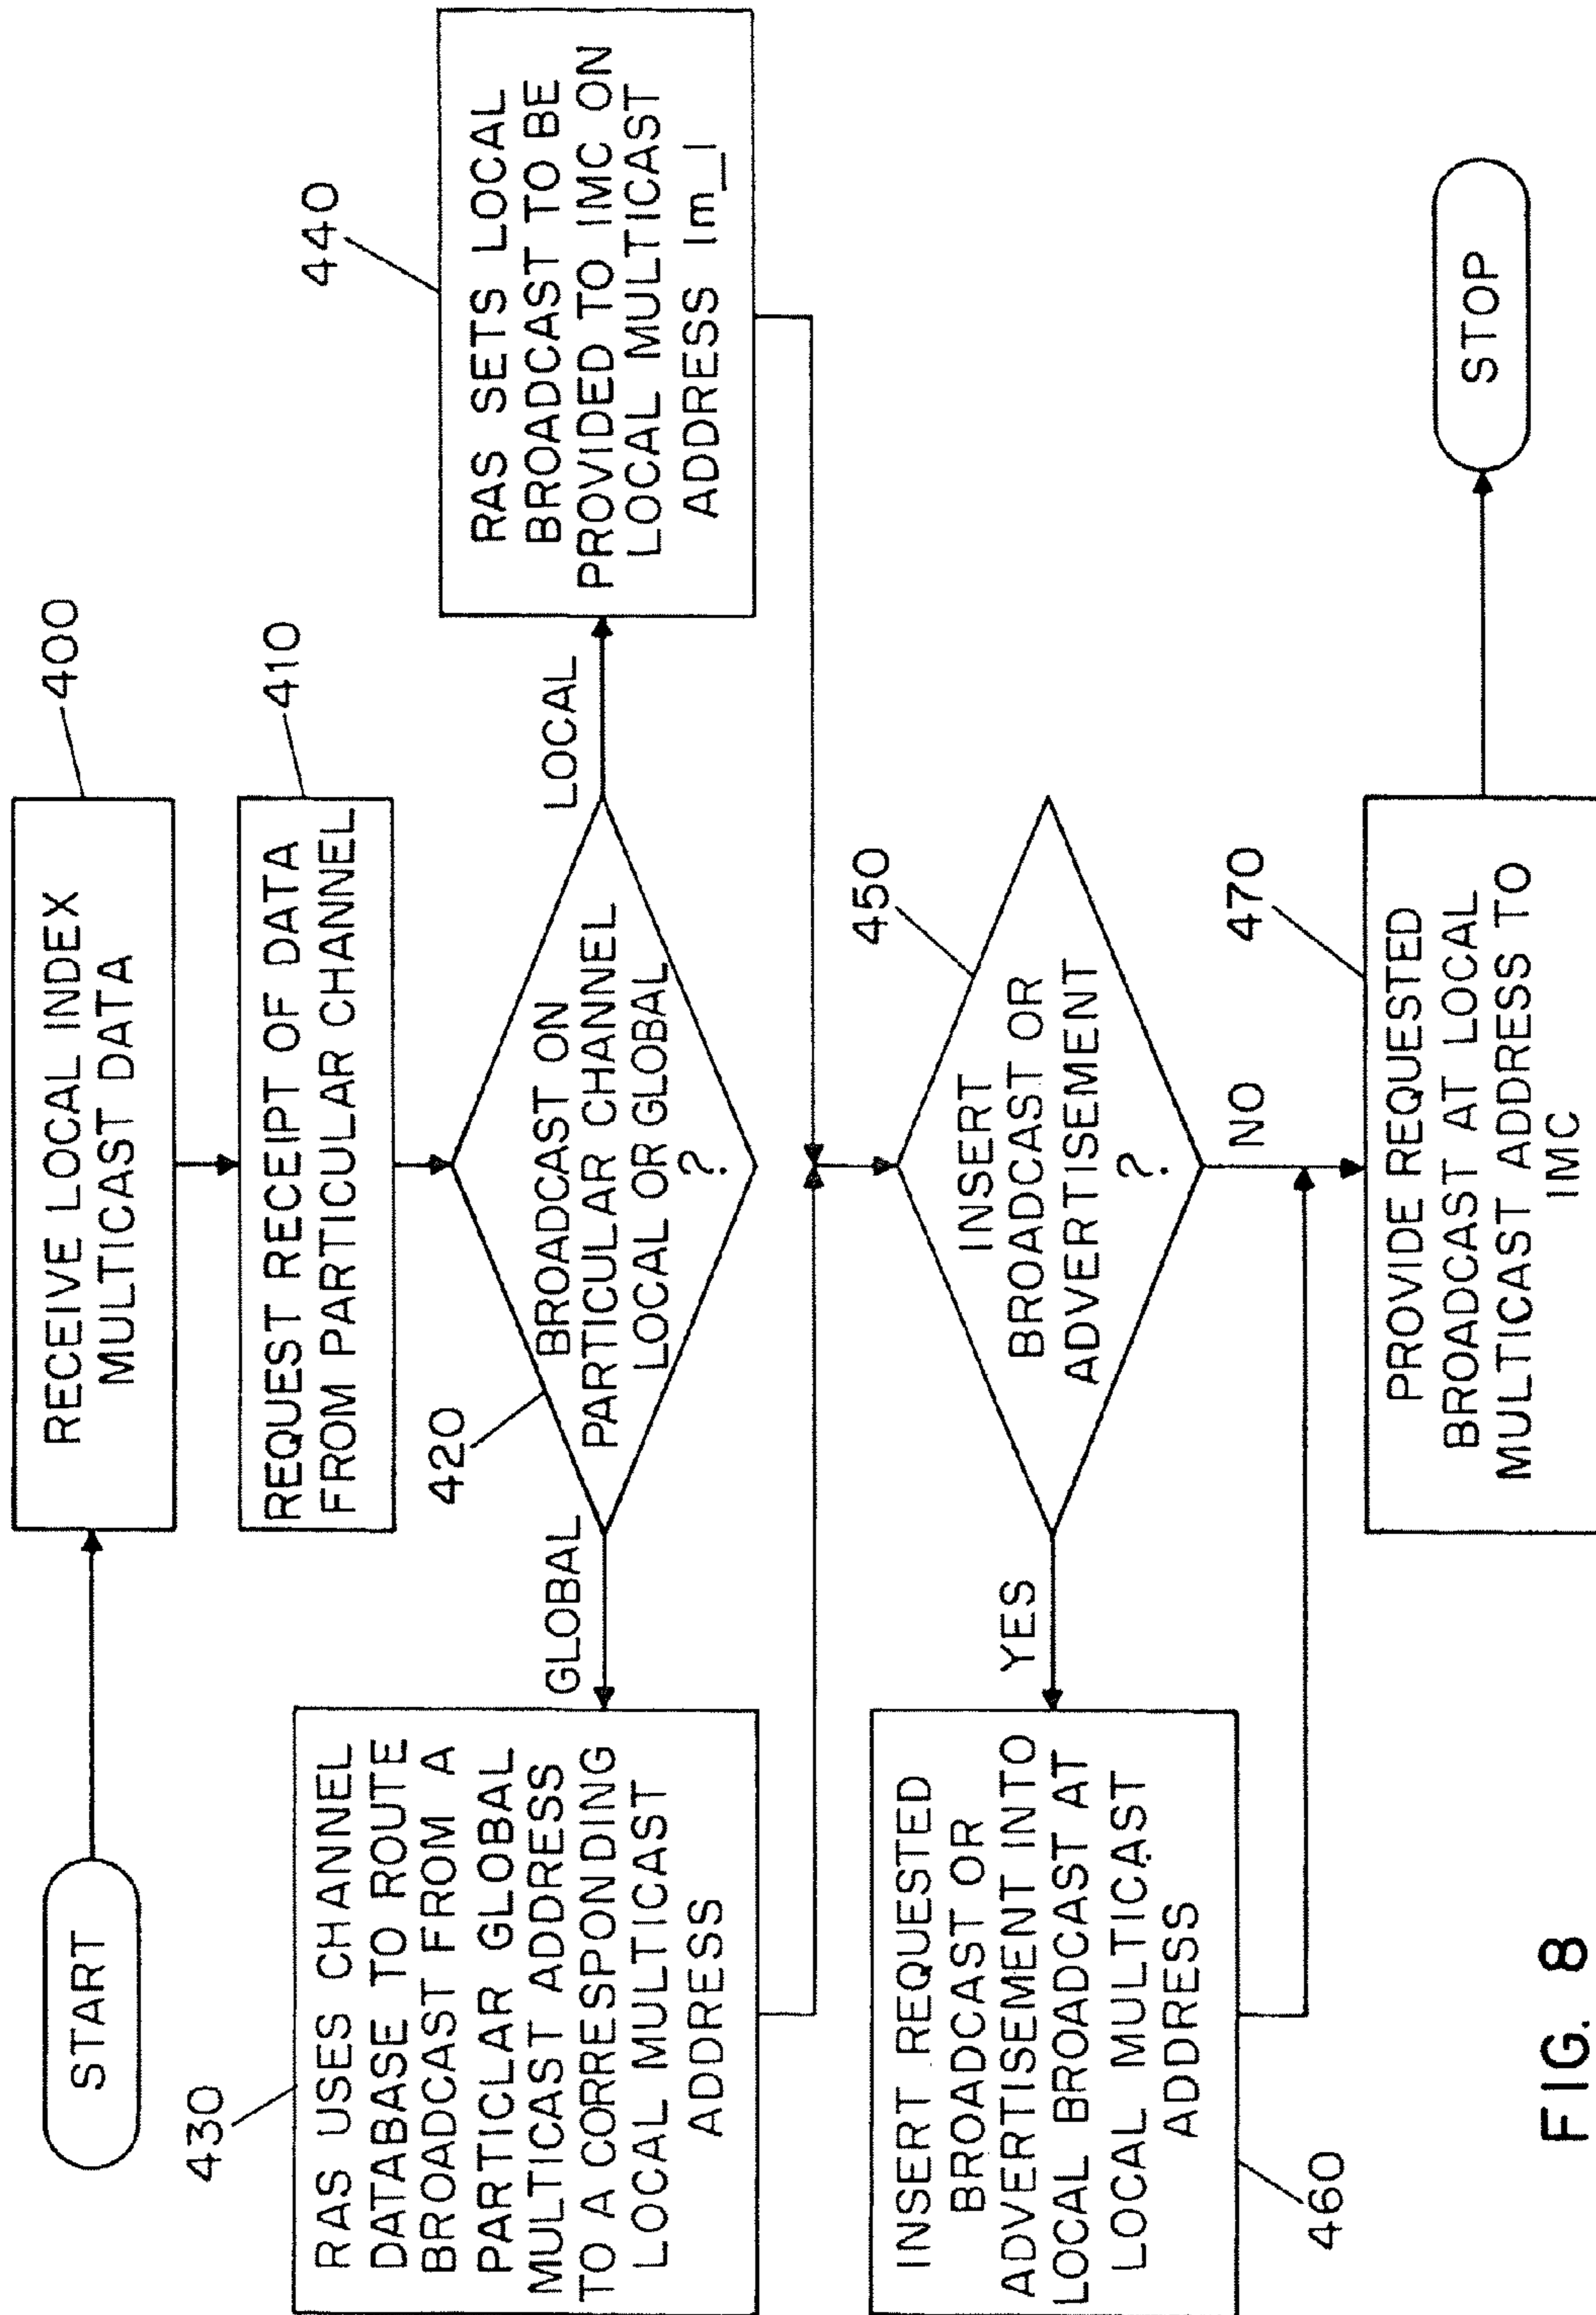 START
RECEIVE LOCAL INDEX
MULTICAST DATA
400
REQUEST RECEIPT OF DATA
FROM PARTICULAR CHANNEL
410
BROADCAST ON
PARTICULAR CHANNEL
LOCAL OR GLOBAL
?
420
GLOBAL
LOCAL
430
RAS USES CHANNEL
DATABASE TO ROUTE
BROADCAST FROM A
PARTICLAR GLOBAL
MULTICAST ADDRESS
TO A CORRESPONDING
LOCAL MULTICAST
ADDRESS
440
RAS SETS LOCAL
BROADCAST TO BE
PROVIDED TO IMC ON
LOCAL MULTICAST
ADDRESS lm_l
450
INSERT
BROADCAST OR
ADVERTISEMENT
?
YES
NO
INSERT REQUESTED
BROADCAST OR
ADVERTISEMENT INTO
LOCAL BROADCAST AT
LOCAL MULTICAST
ADDRESS
460
470
PROVIDE REQUESTED
BROADCAST AT LOCAL
MULTICAST ADDRESS TO
IMC
STOP
FIG. 8